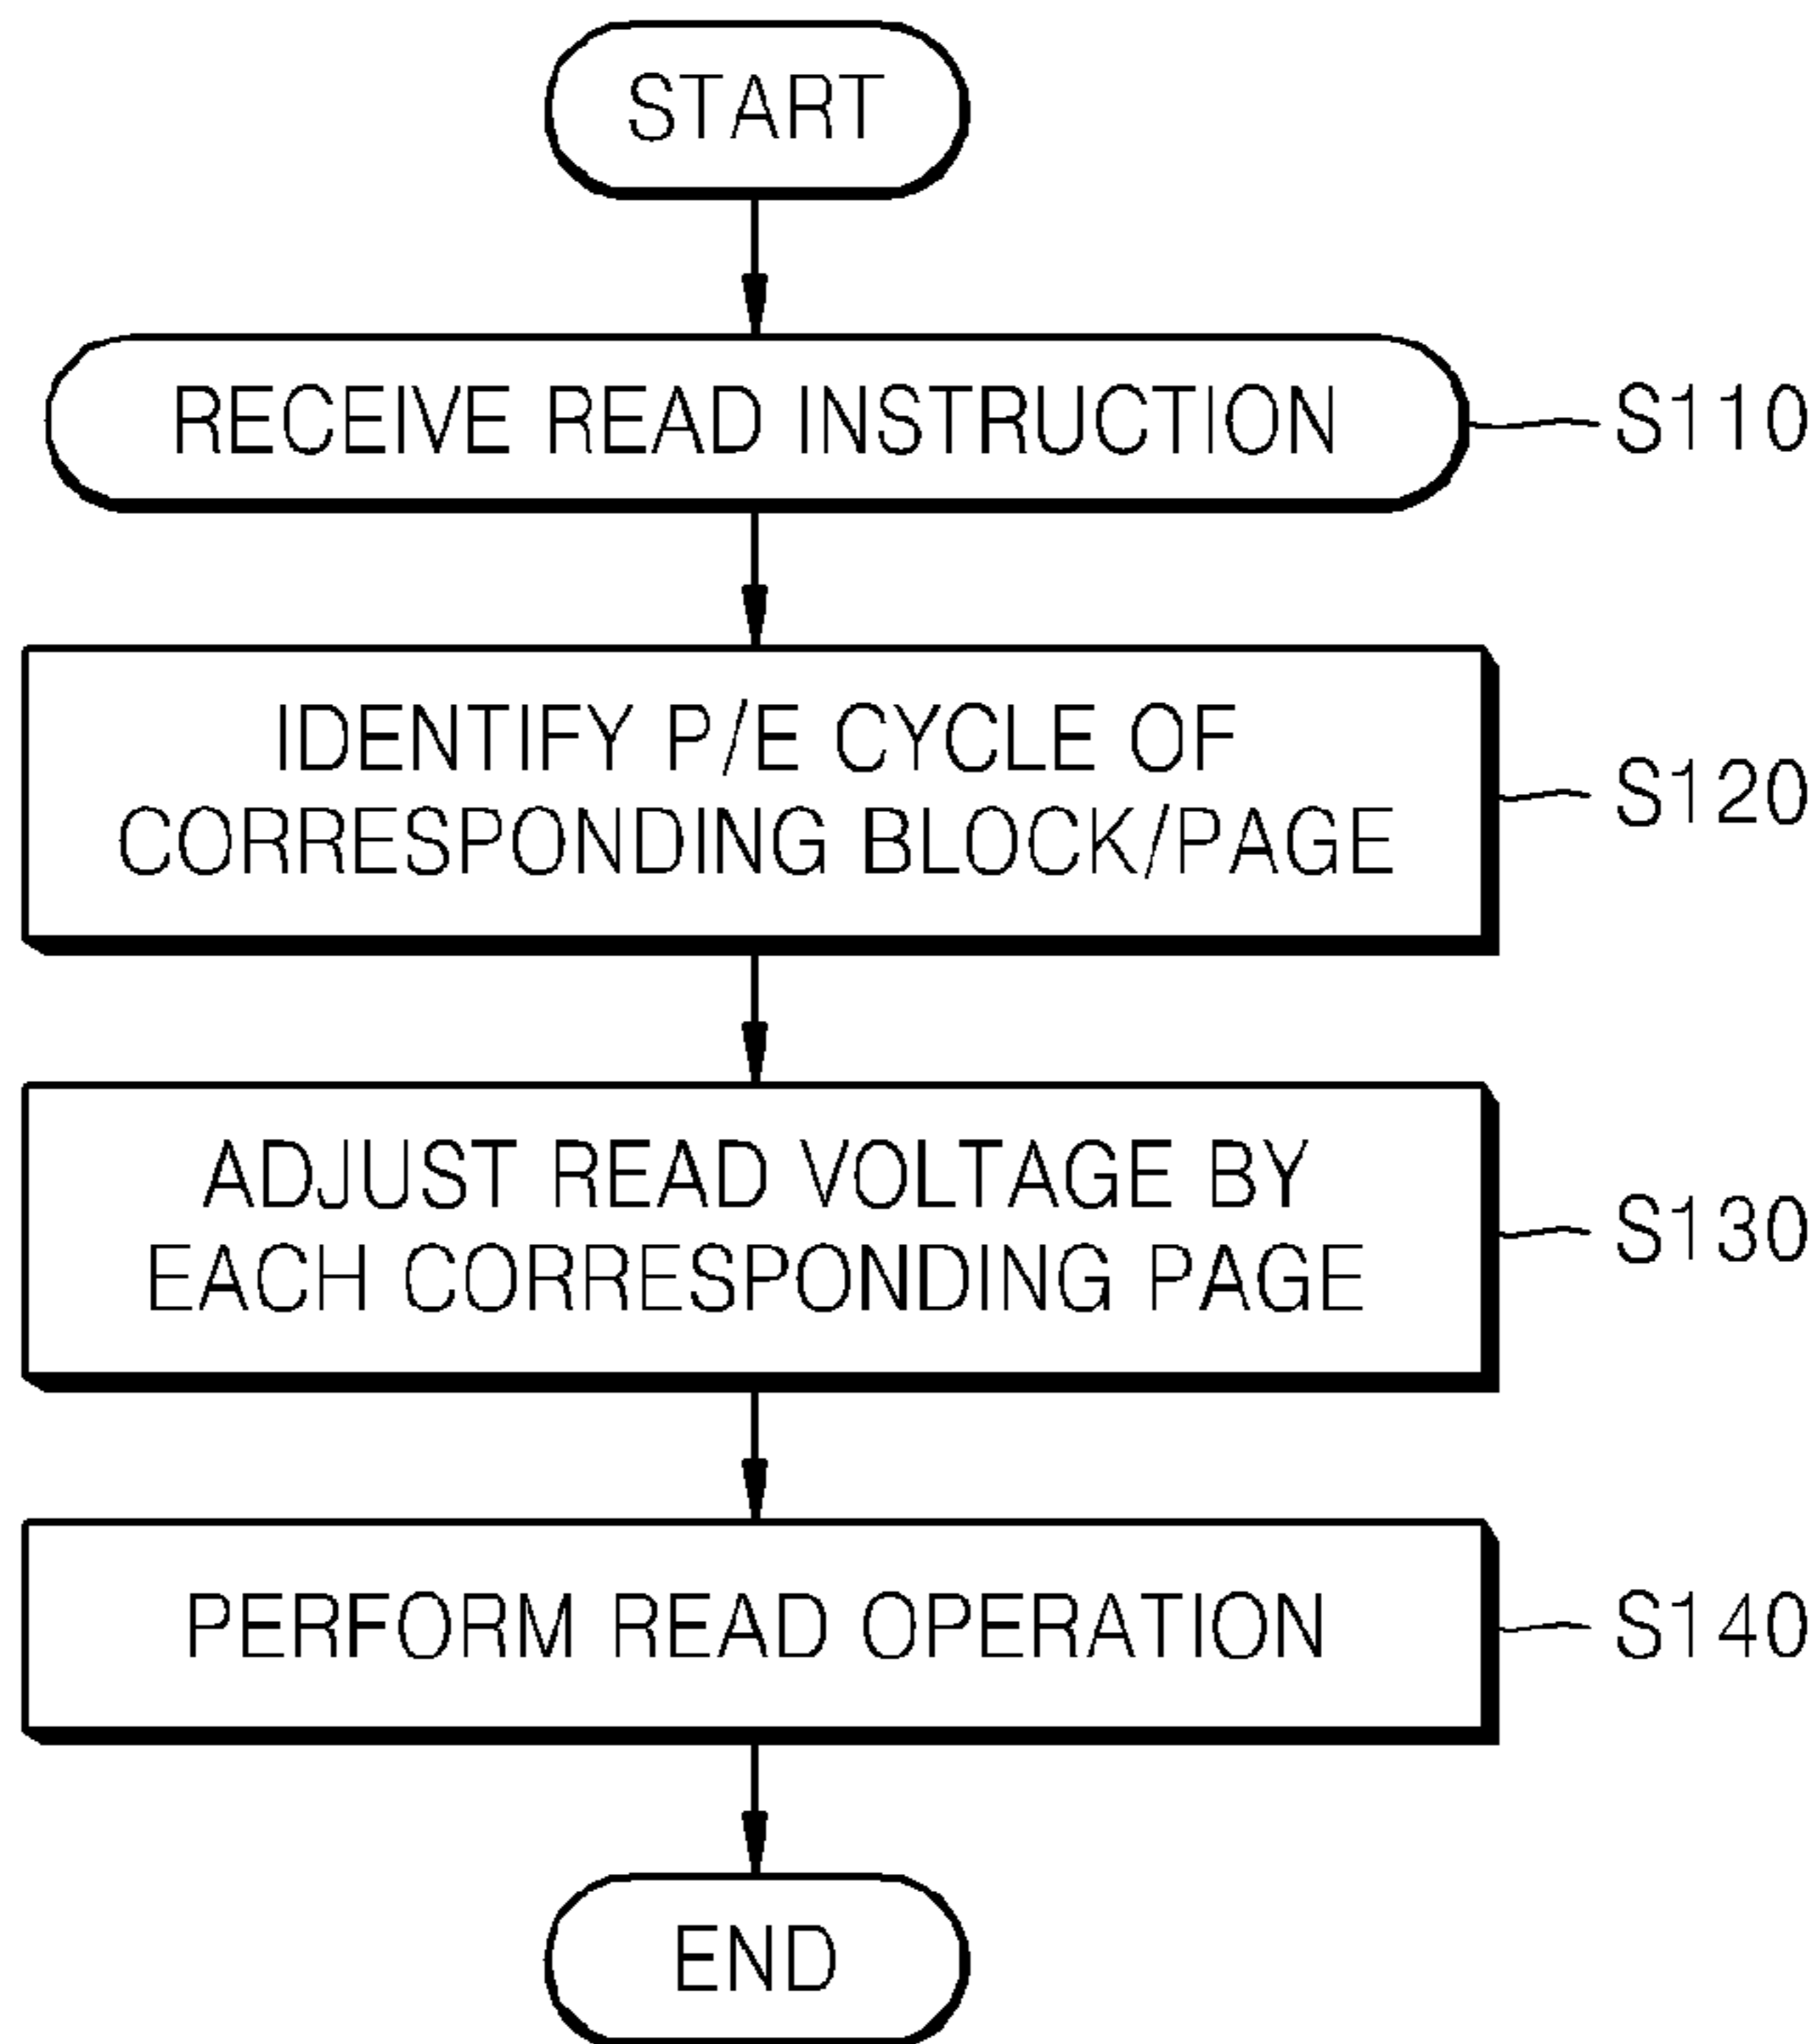 START
RECEIVE READ INSTRUCTION
S110
IDENTIFY P/E CYCLE OF
CORRESPONDING BLOCK/PAGE
S120
ADJUST READ VOLTAGE BY
EACH CORRESPONDING PAGE
S130
PERFORM READ OPERATION
S140
END